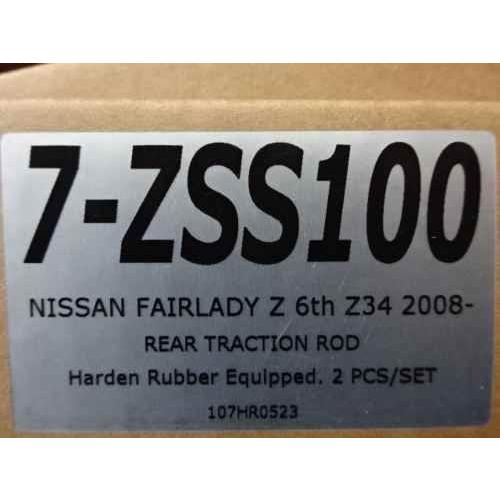 7-ZSS100
NISSAN FAIRLADY Z 6th Z34 2008-
REAR TRACTION ROD
Harden Rubber Equipped. 2 PCS/SET
107HR0523